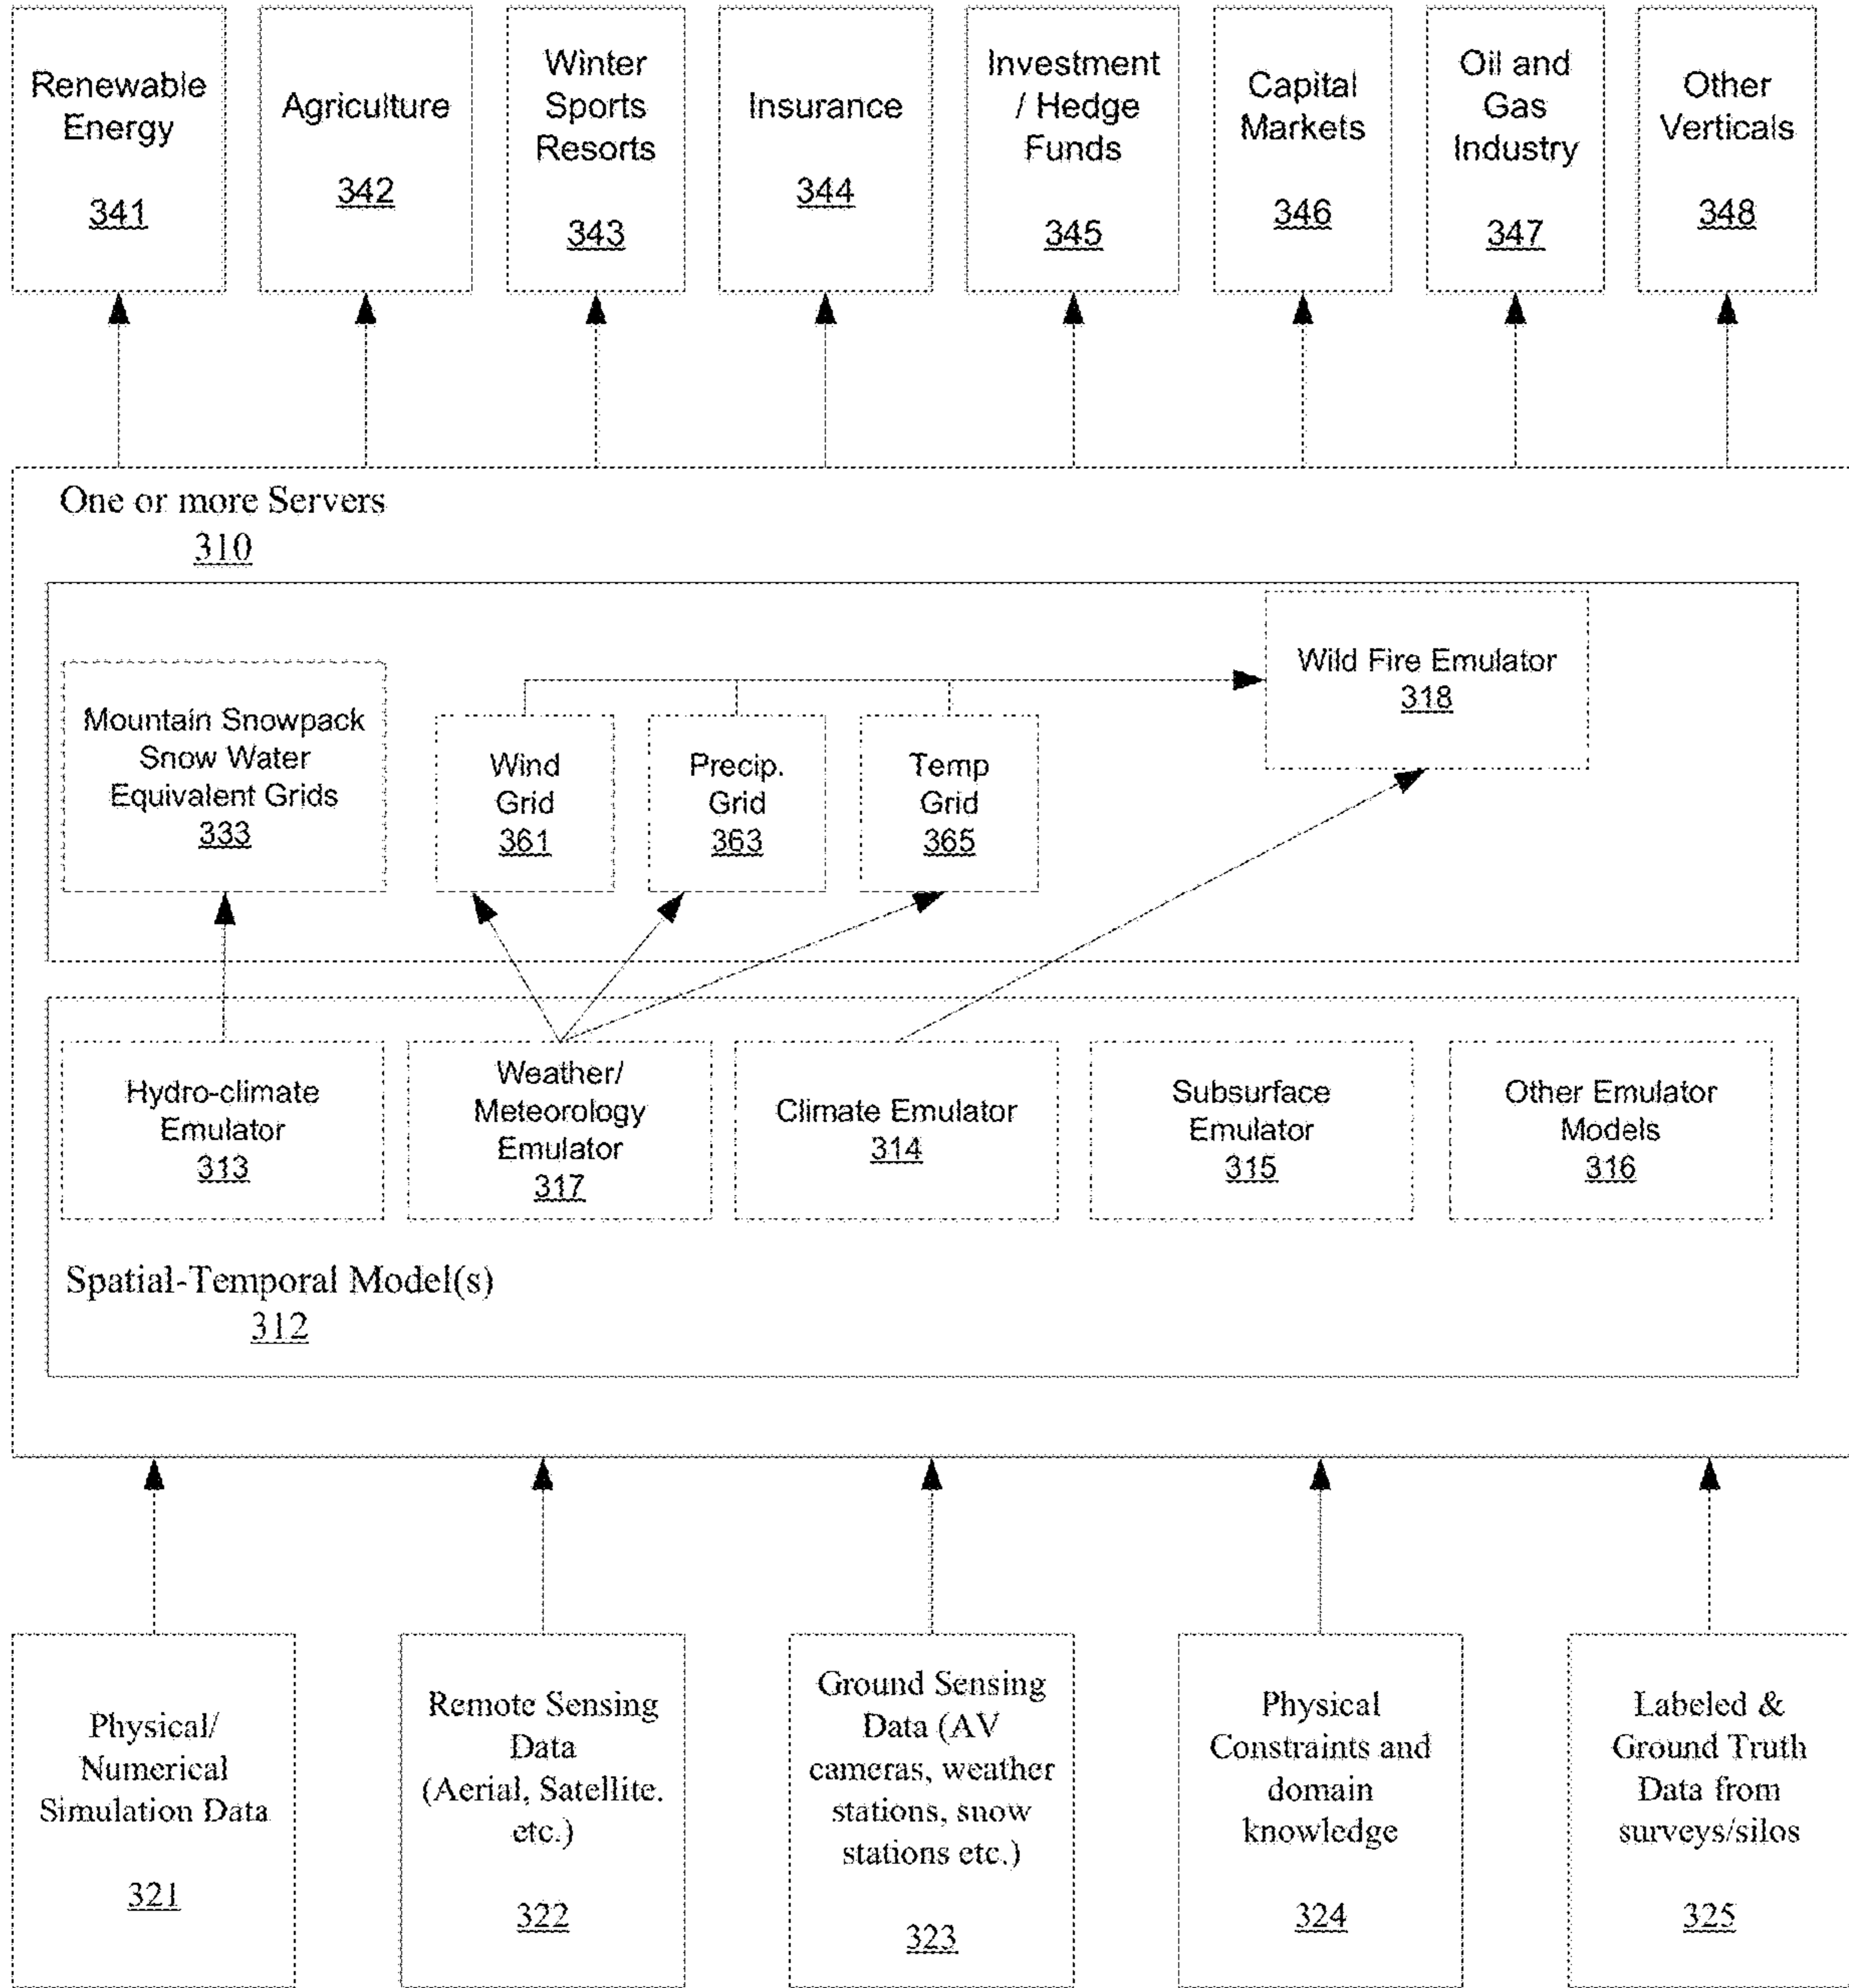 Renewable
Energy
341
Agriculture
342
Winter
Sports
Resorts
343
Insurance
344
Investment
/ Hedge
Funds
345
Capital
Markets
346
Oil and
Gas
Industry
347
Other
Verticals
348
One or more Servers
310
Mountain Snowpack
Snow Water
Equivalent Grids
333
Wind
Grid
361
Precip.
Grid
363
Temp
Grid
365
Wild Fire Emulator
318
Hydro-climate
Emulator
313
Weather/
Meteorology
Emulator
317
Climate Emulator
314
Subsurface
Emulator
315
Other Emulator
Models
316
Spatial-Temporal Model(s)
312
Physical/
Numerical
Simulation Data
321
Remote Sensing
Data
(Aerial, Satellite.
etc.)
322
Ground Sensing
Data (AV
cameras, weather
stations, snow
stations etc.)
323
Physical
Constraints and
domain
knowledge
324
Labeled &
Ground Truth
Data from
surveys/silos
325